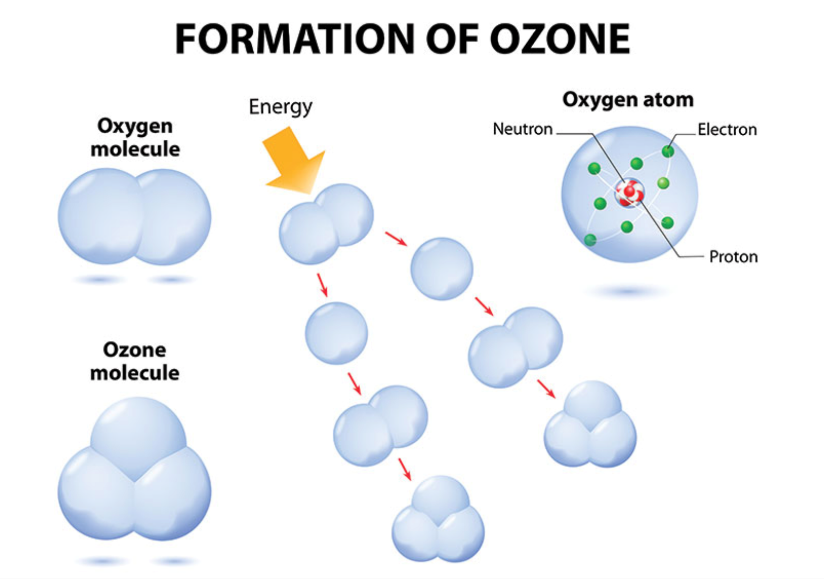 FORMATION OF OZONE
Oxygen
molecule
Energy
Oxygen atom
Neutron
Electron
Proton
Ozone
molecule